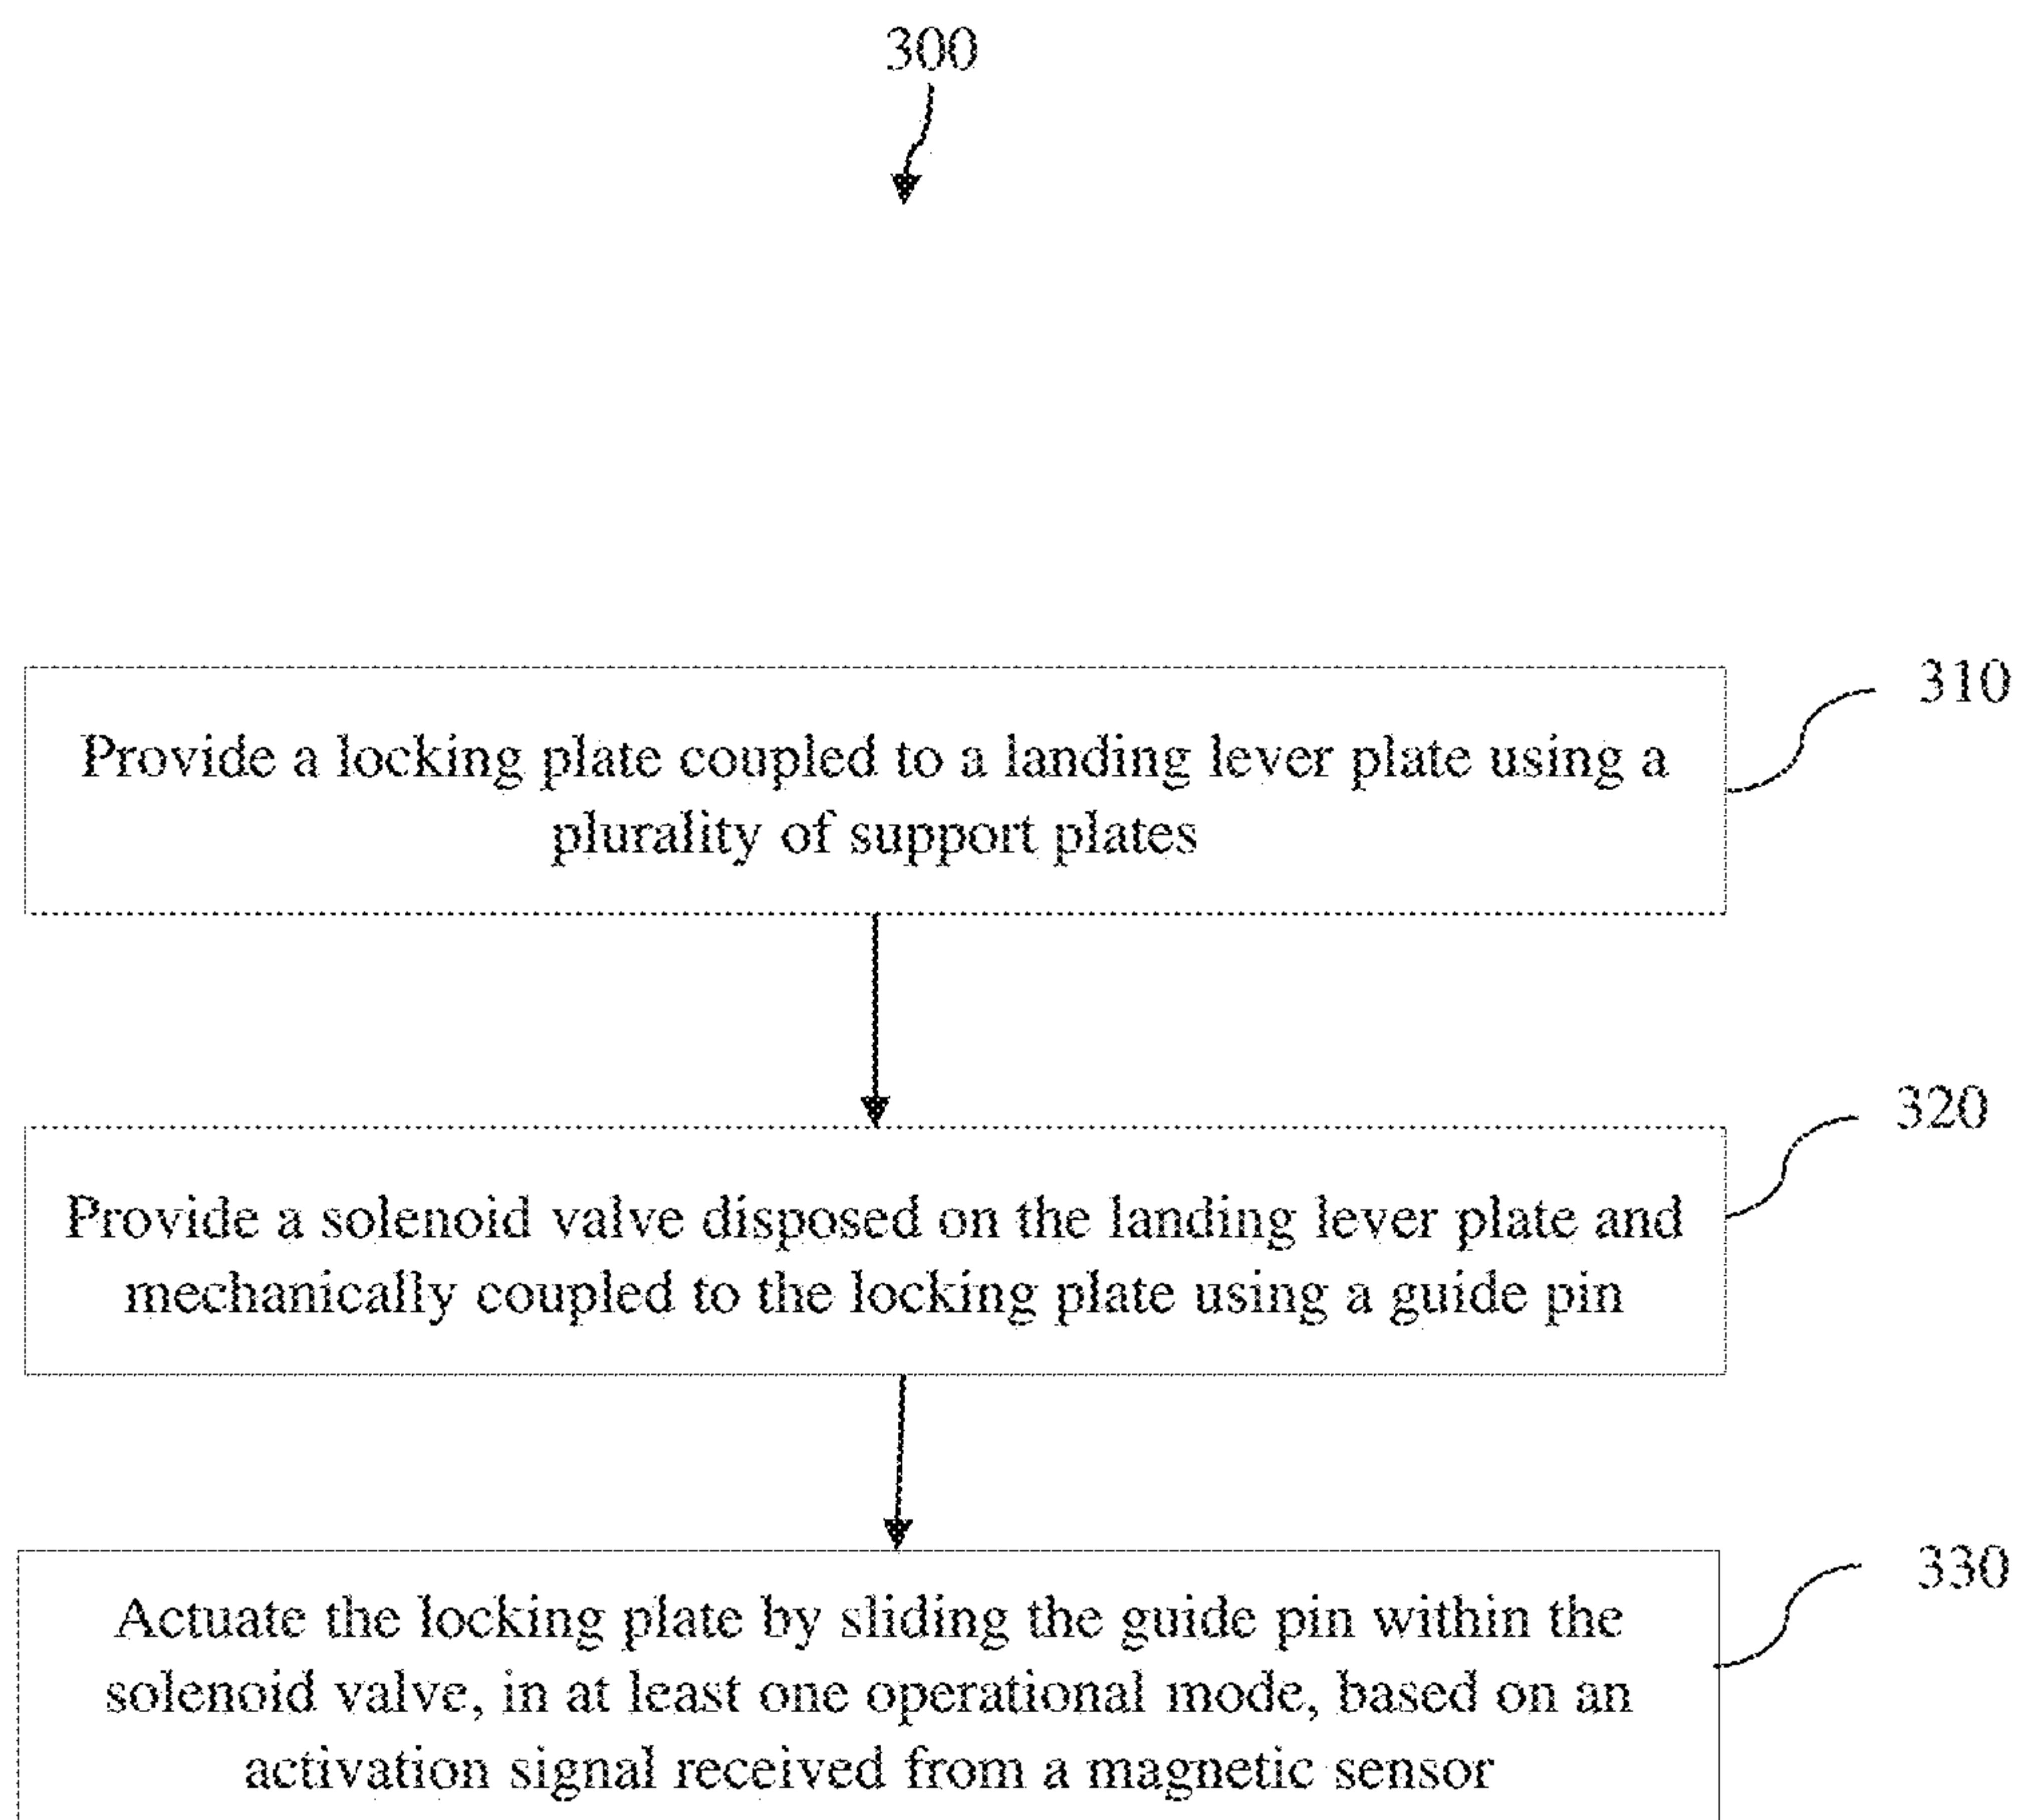 300
310
Provide a locking plate coupled to a landing lever plate using a
plurality of support plates
320
Provide a solenoid valve disposed on the landing lever plate and
mechanically coupled to the locking plate using a guide pin
330
Actuate the locking plate by sliding the guide pin within the
solenoid valve, in at least one operational mode, based on an
activation signal received from a magnetic sensor